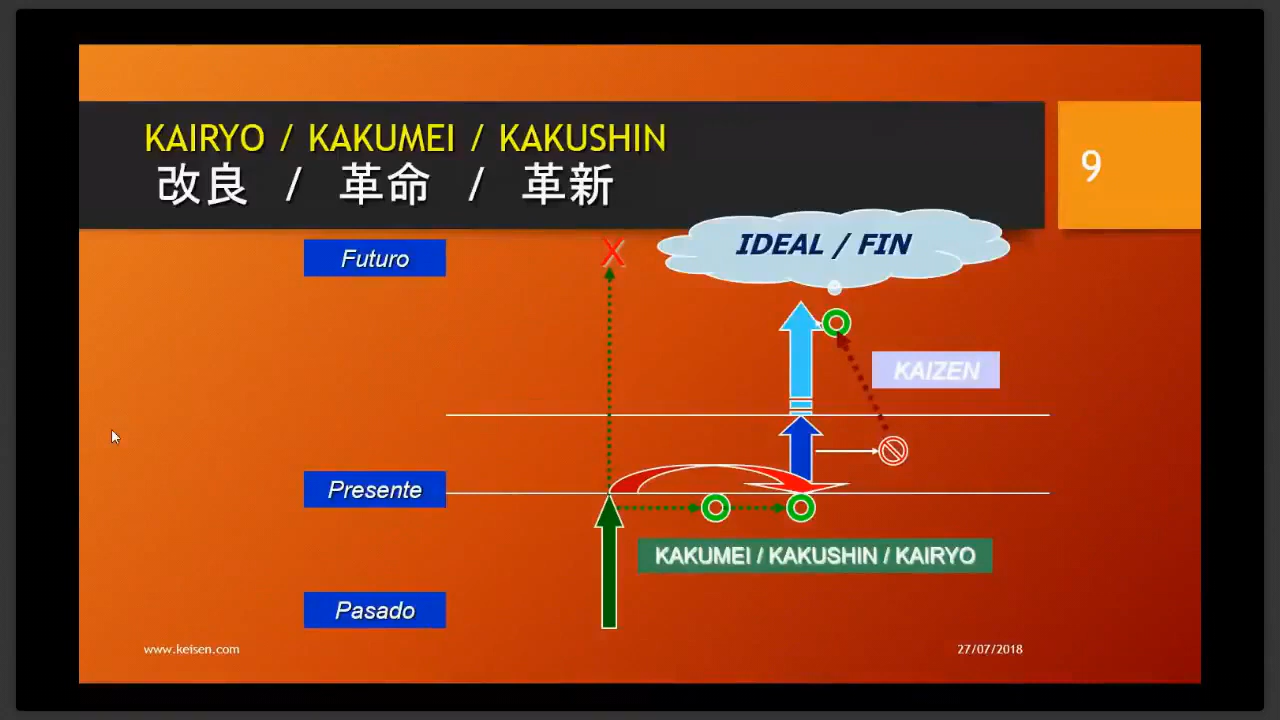 KAIRYO / KAKUMEI / KAKUSHIN
改良 / 革命 / 革新
9
Futuro
X
IDEAL / FIN
KAIZEN
Presente
KAKUMEI / KAKUSHIN / KAIRYO
Pasado
www.keisen.com
27/07/2018